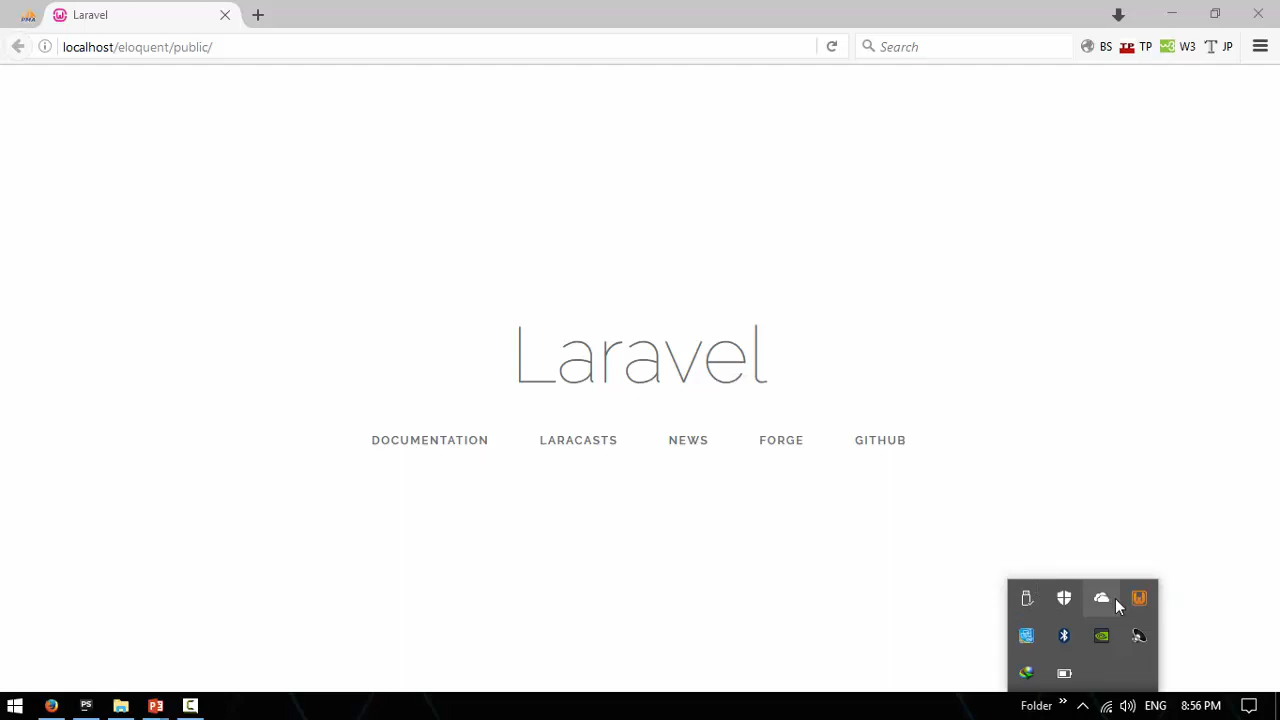 Laravel
localhost/eloquent/public/
Search
BS
TP
W3
JP
Laravel
DOCUMENTATION LARACASTS NEWS FORGE GITHUB
Folder
ENG
8:56 PM